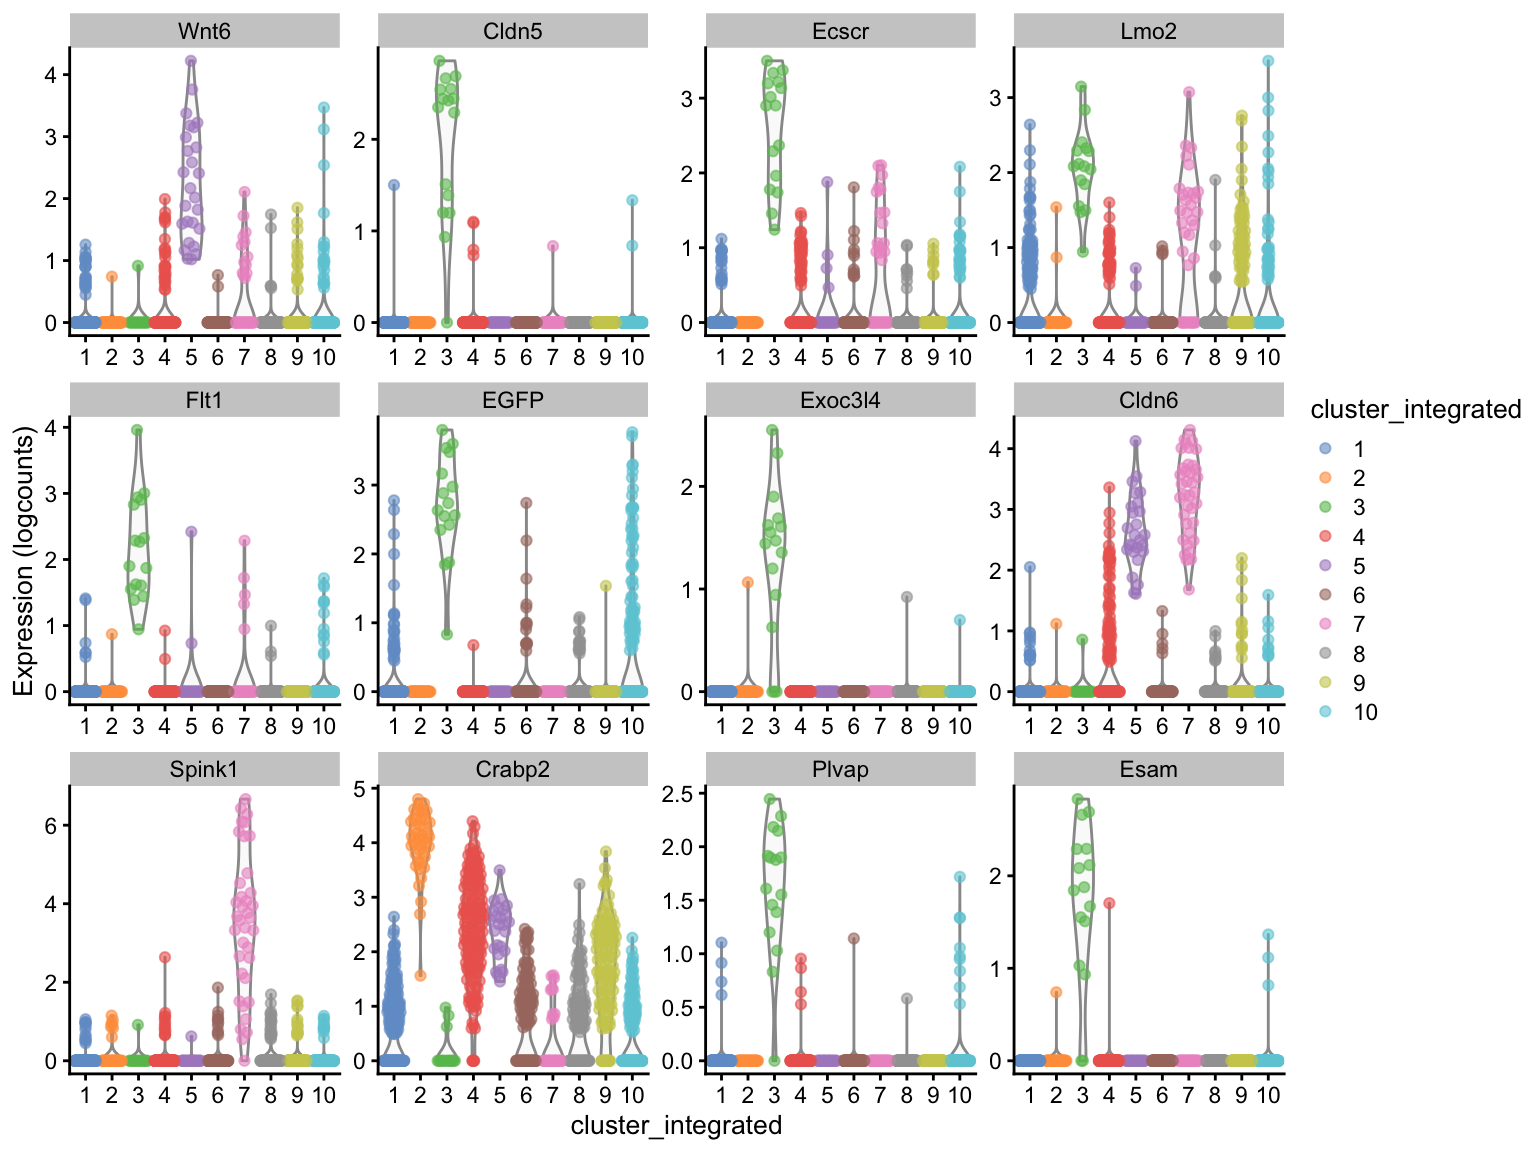 Wnt6 Cldn5 Ecscr Lmo2
4 3 2 1 0
2 1 0
3 2 1 0
3 2 1 0
1 2 3 4 5 6 7 8 9 10
1 2 3 4 5 6 7 8 9 10
1 2 3 4 5 6 7 8 9 10
1 2 3 4 5 6 7 8 9 10
Expression (logcounts)
Flt1 EGFP Exoc3l4 Cldn6
4 3 2 1 0
3 2 1 0
2 1 0
4 3 2 1 0
1 2 3 4 5 6 7 8 9 10
1 2 3 4 5 6 7 8 9 10
1 2 3 4 5 6 7 8 9 10
1 2 3 4 5 6 7 8 9 10
Spink1 Crabp2 Plvap Esam
6 4 2 0
5 4 3 2 1 0
2.5 2.0 1.5 1.0 0.5 0.0
2 1 0
1 2 3 4 5 6 7 8 9 10
1 2 3 4 5 6 7 8 9 10
1 2 3 4 5 6 7 8 9 10
1 2 3 4 5 6 7 8 9 10
cluster_integrated
cluster_integrated
1
2
3
4
5
6
7
8
9
10